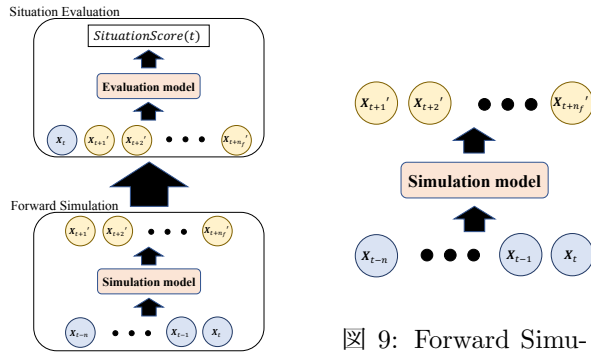 Situation Evaluation
SituationScore(t)
Evaluation model
X_t X_{t+1}' X_{t+2}' • • • X_{t+n_f}'
Forward Simulation
X_{t+1}' X_{t+2}' • • • X_{t+n_f}'
Simulation model
X_{t−n} • • • X_{t−1} X_t
X_{t+1}' X_{t+2}' ● ● ● X_{t+n_f}'
Simulation model
X_{t−n} ● ● ● X_{t−1} X_t
図 9: Forward Simu-